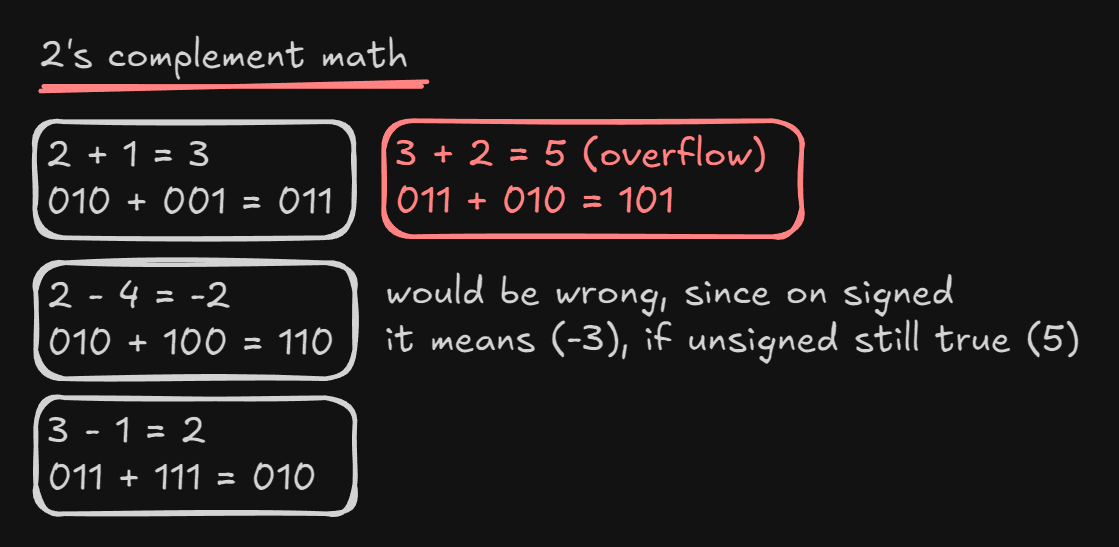 2's complement math
2 + 1 = 3
010 + 001 = 011
3 + 2 = 5 (overflow)
011 + 010 = 101
2 - 4 = -2
010 + 100 = 110
would be wrong, since on signed
it means (-3), if unsigned still true (5)
3 - 1 = 2
011 + 111 = 010